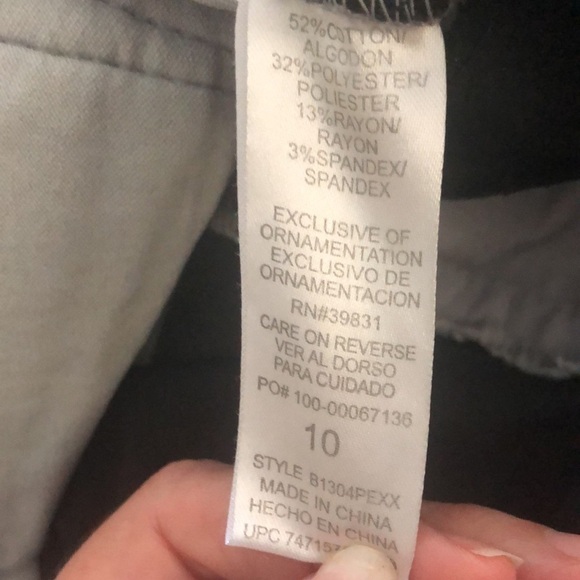 52%COTTON/
ALGODON
32%POLYESTER/
POLIESTER
13%RAYON/
RAYON
3%SPANDEX/
SPANDEX
EXCLUSIVE OF
ORNAMENTATION
EXCLUSIVO DE
ORNAMENTACION
RN#39831
CARE ON REVERSE
VER AL DORSO
PARA CUIDADO
PO# 100-00067136
10
STYLE B1304PEXX
MADE IN CHINA
HECHO EN CHINA
UPC